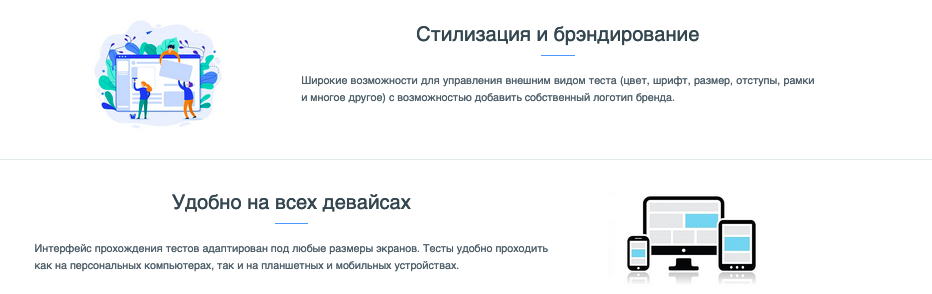 Стилизация и брэндирование
Широкие возможности для управления внешним видом теста (цвет, шрифт, размер, отступы, рамки
и многое другое) с возможностью добавить собственный логотип бренда.
Удобно на всех девайсах
Интерфейс прохождения тестов адаптирован под любые размеры экранов. Тесты удобно проходить
как на персональных компьютерах, так и на планшетных и мобильных устройствах.